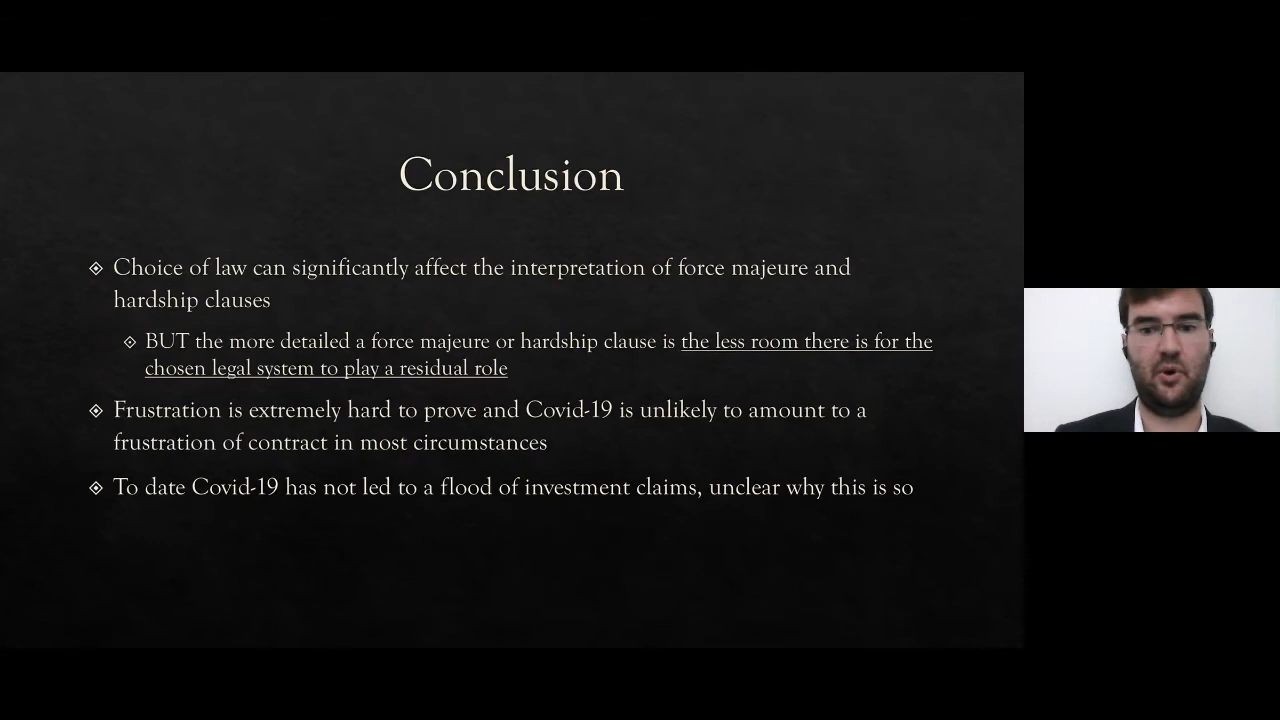 Conclusion
Choice of law can significantly affect the interpretation of force majeure and
hardship clauses
BUT the more detailed a force majeure or hardship clause is the less room there is for the
chosen legal system to play a residual role
Frustration is extremely hard to prove and Covid-19 is unlikely to amount to a
frustration of contract in most circumstances
To date Covid-19 has not led to a flood of investment claims, unclear why this is so